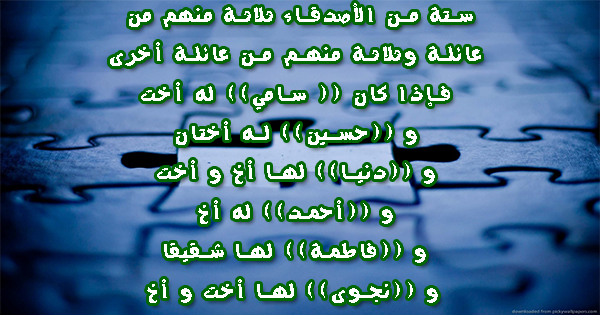 ستة من الأصدقاء ثلاثة منهم من
عائلة وثلاثة منهم من عائلة أخرى
فإذا كان (( سامي)) له أخت
و ((حسين)) له أختان
و ((دنيا)) لها أخ و أخت
و ((أحمد)) له أخ
و ((فاطمة)) لها شقيقا
و ((نجوى)) لها أخت و أخ
downloaded from pickywallpapers.com